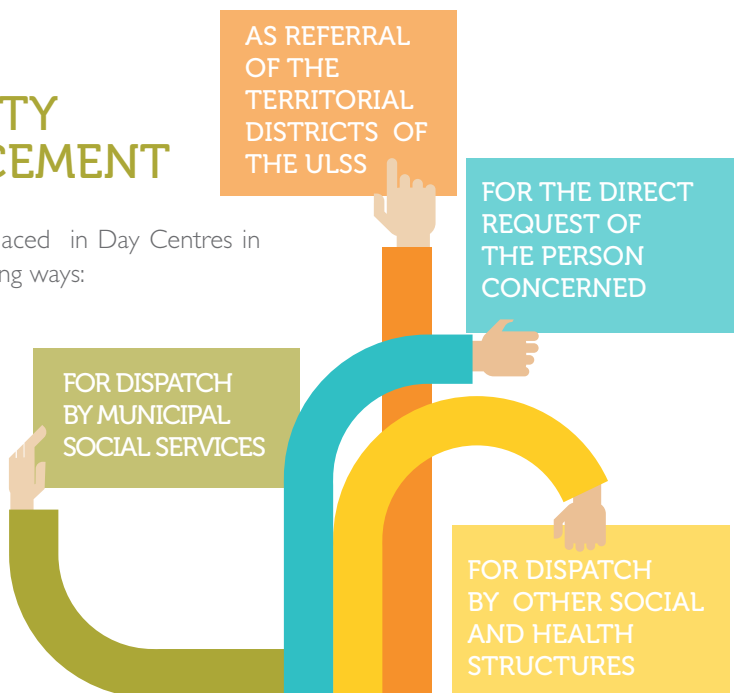 TY
CEMENT
aced in Day Centres in
ng ways:
AS REFERRAL
OF THE
TERRITORIAL
DISTRICTS OF
THE ULSS
FOR THE DIRECT
REQUEST OF
THE PERSON
CONCERNED
FOR DISPATCH
BY MUNICIPAL
SOCIAL SERVICES
FOR DISPATCH
BY OTHER SOCIAL
AND HEALTH
STRUCTURES